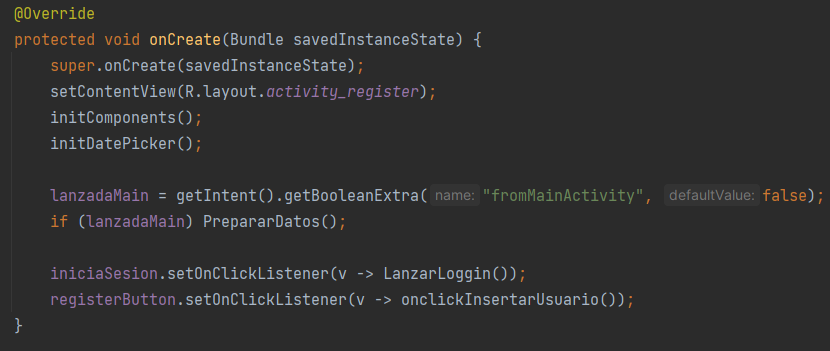 @Override
protected void onCreate(Bundle savedInstanceState) {
super.onCreate(savedInstanceState);
setContentView(R.layout.activity_register);
initComponents();
initDatePicker();
lanzadaMain = getIntent().getBooleanExtra( name: "fromMainActivity", defaultValue: false);
if (lanzadaMain) PrepararDatos();
iniciaSesion.setOnClickListener(v -> LanzarLoggin());
registerButton.setOnClickListener(v -> onclickInsertarUsuario());
}